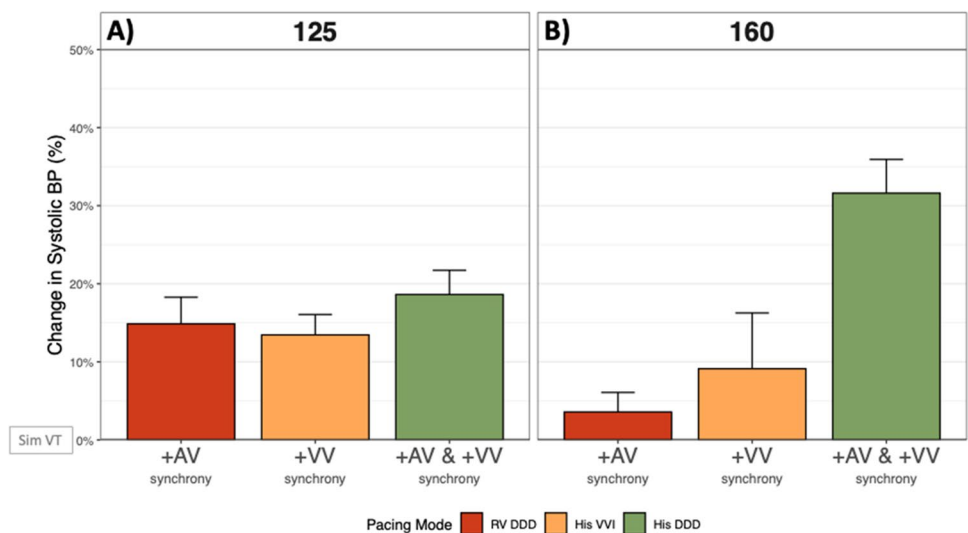 A) 125 B) 160
50%
40%
30%
20%
10%
0%
Change in Systolic BP (%)
Sim VT
+AV +VV +AV & +VV +AV +VV +AV & +VV
synchrony synchrony synchrony synchrony synchrony synchrony
Pacing Mode RV DDD His VVI His DDD